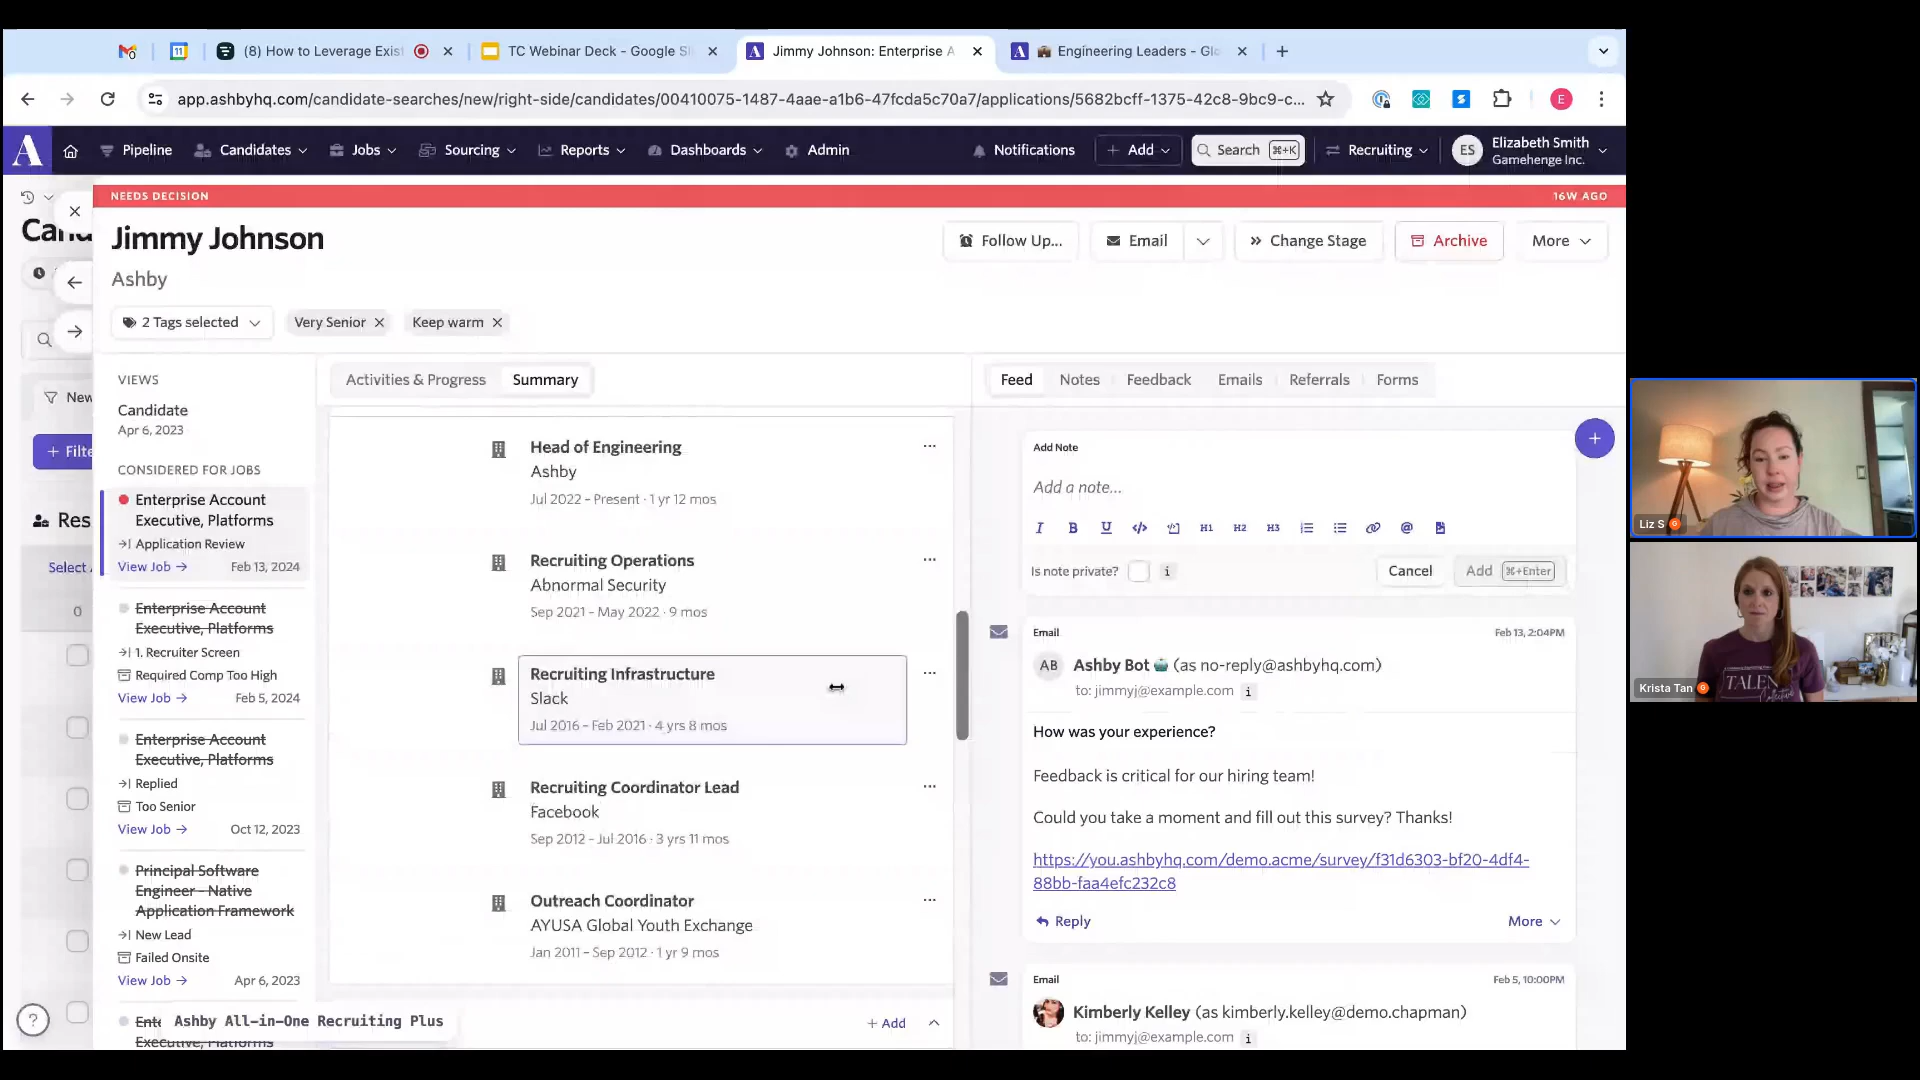 (8) How to Leverage Exis
TC Webinar Deck - Google Sl
Jimmy Johnson: Enterprise A
Engineering Leaders - Glo
app.ashbyhq.com/candidate-searches/new/right-side/candidates/00410075-1487-4aae-a1b6-47fcda5c70a7/applications/5682bcff-1375-42c8-9bc9-c...
E
A
Pipeline
Candidates
Jobs
Sourcing
Reports
Dashboards
Admin
Notifications
+ Add
Search ⌘+K
Recruiting
ES
Elizabeth Smith
Gamehenge Inc.
NEEDS DECISION
16W AGO
Jimmy Johnson
Ashby
Follow Up...
Email
Change Stage
Archive
More
2 Tags selected
Very Senior
Keep warm
New
+ Filte
Res
Select
0
VIEWS
Candidate
Apr 6, 2023
CONSIDERED FOR JOBS
Enterprise Account
Executive, Platforms
Application Review
View Job → Feb 13, 2024
Enterprise Account
Executive, Platforms
1. Recruiter Screen
Required Comp Too High
View Job → Feb 5, 2024
Enterprise Account
Executive, Platforms
Replied
Too Senior
View Job → Oct 12, 2023
Principal Software
Engineer - Native
Application Framework
New Lead
Failed Onsite
View Job → Apr 6, 2023
Ente
Executive, Platforms
Ashby All-in-One Recruiting Plus
Activities & Progress
Summary
Head of Engineering
Ashby
Jul 2022 – Present · 1 yr 12 mos
Recruiting Operations
Abnormal Security
Sep 2021 – May 2022 · 9 mos
Recruiting Infrastructure
Slack
Jul 2016 – Feb 2021 · 4 yrs 8 mos
Recruiting Coordinator Lead
Facebook
Sep 2012 – Jul 2016 · 3 yrs 11 mos
Outreach Coordinator
AYUSA Global Youth Exchange
Jan 2011 – Sep 2012 · 1 yr 9 mos
+ Add
Feed
Notes
Feedback
Emails
Referrals
Forms
Add Note
Add a note...
I B U </> H1 H2 H3
Is note private? i
Cancel
Add ⌘+Enter
Email
Feb 13, 2:04PM
AB
Ashby Bot (as no-reply@ashbyhq.com)
to: jimmyj@example.com i
How was your experience?
Feedback is critical for our hiring team!
Could you take a moment and fill out this survey? Thanks!
https://you.ashbyhq.com/demo.acme/survey/f31d6303-bf20-4df4-
88bb-faa4efc232c8
Reply
More
Email
Feb 5, 10:00PM
Kimberly Kelley (as kimberly.kelley@demo.chapman)
to: jimmyj@example.com i
Liz S
TALEN
Krista Tan